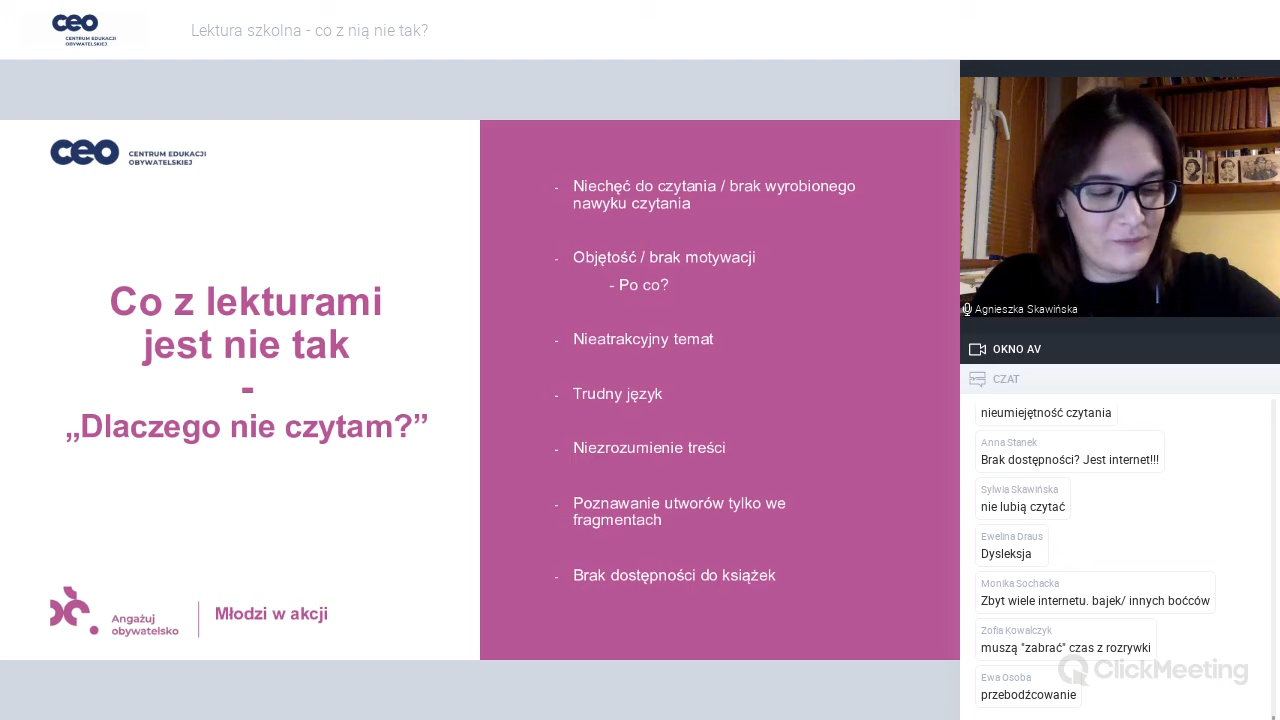 ceo
CENTRUM EDUKACJI
OBYWATELSKIEJ
Lektura szkolna - co z nią nie tak?
ceo
CENTRUM EDUKACJI
OBYWATELSKIEJ
Co z lekturami
jest nie tak
-
„Dlaczego nie czytam?”
Angażuj
obywatelsko
Młodzi w akcji
- Niechęć do czytania / brak wyrobionego
nawyku czytania
- Objętość / brak motywacji
- Po co?
- Nieatrakcyjny temat
- Trudny język
- Niezrozumienie treści
- Poznawanie utworów tylko we
fragmentach
- Brak dostępności do książek
Agnieszka Skawińska
OKNO AV
CZAT
nieumiejętność czytania
Anna Stanek
Brak dostępności? Jest internet!!!
Sylwia Skawińska
nie lubią czytać
Ewelina Draus
Dysleksja
Monika Sochacka
Zbyt wiele internetu. bajek/ innych boćców
Zofia Kowalczyk
muszą "zabrać" czas z rozrywki
Ewa Osoba
przebodźcowanie
ClickMeeting